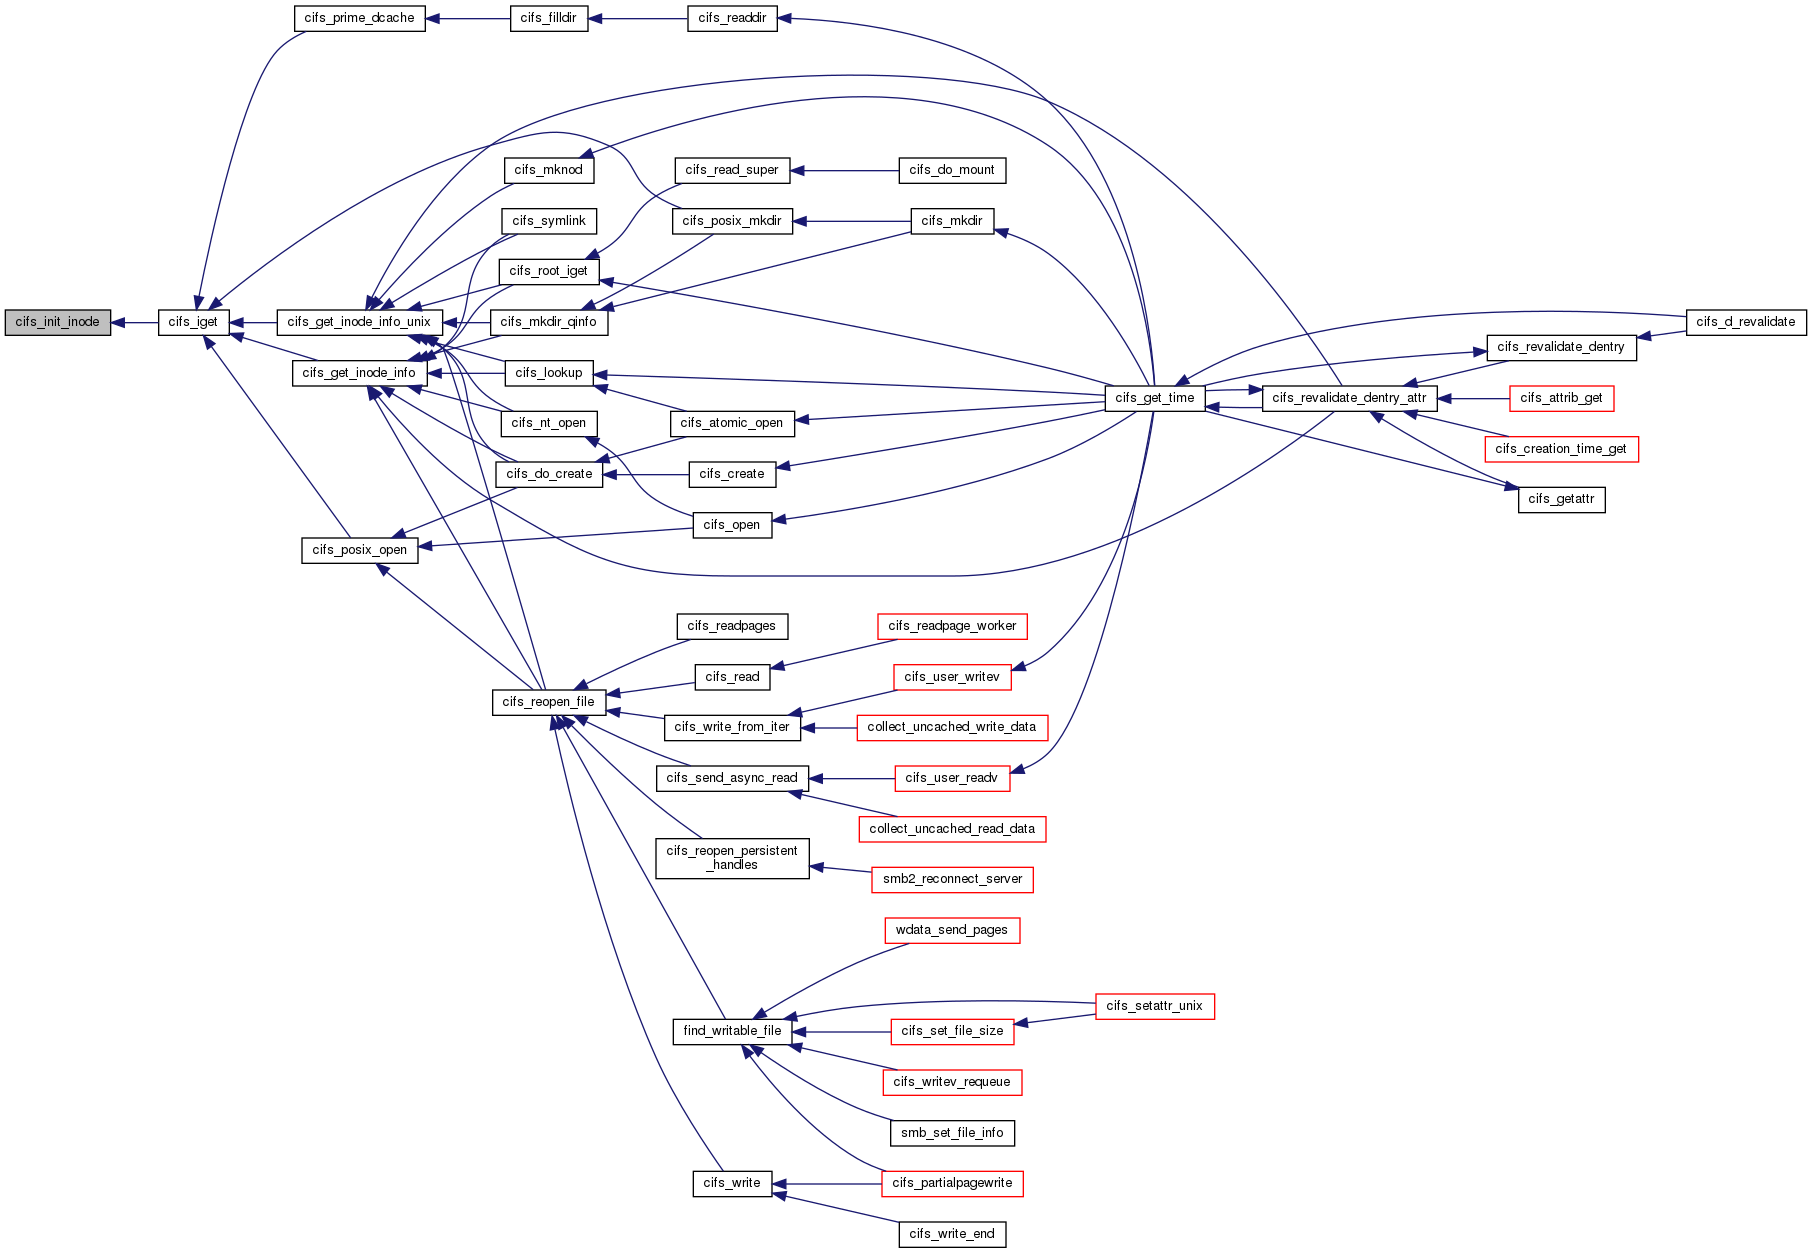 cifs_prime_dcache
cifs_filldir
cifs_readdir
cifs_mknod
cifs_read_super
cifs_do_mount
cifs_symlink
cifs_posix_mkdir
cifs_mkdir
cifs_root_iget
cifs_init_inode
cifs_iget
cifs_get_inode_info_unix
cifs_mkdir_qinfo
cifs_d_revalidate
cifs_revalidate_dentry
cifs_get_inode_info
cifs_lookup
cifs_get_time
cifs_revalidate_dentry_attr
cifs_attrib_get
cifs_nt_open
cifs_atomic_open
cifs_creation_time_get
cifs_do_create
cifs_create
cifs_getattr
cifs_open
cifs_posix_open
cifs_readpages
cifs_readpage_worker
cifs_read
cifs_user_writev
cifs_reopen_file
cifs_write_from_iter
collect_uncached_write_data
cifs_send_async_read
cifs_user_readv
collect_uncached_read_data
cifs_reopen_persistent
_handles
smb2_reconnect_server
wdata_send_pages
cifs_setattr_unix
find_writable_file
cifs_set_file_size
cifs_writev_requeue
smb_set_file_info
cifs_write
cifs_partialpagewrite
cifs_write_end